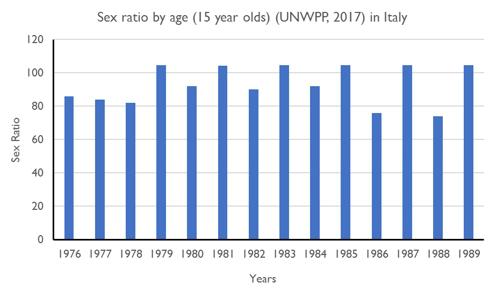 Sex ratio by age (15 year olds) (UNWPP, 2017) in Italy
120
100
80
60
40
20
0
Sex Ratio
1976 1977 1978 1979 1980 1981 1982 1983 1984 1985 1986 1987 1988 1989
Years